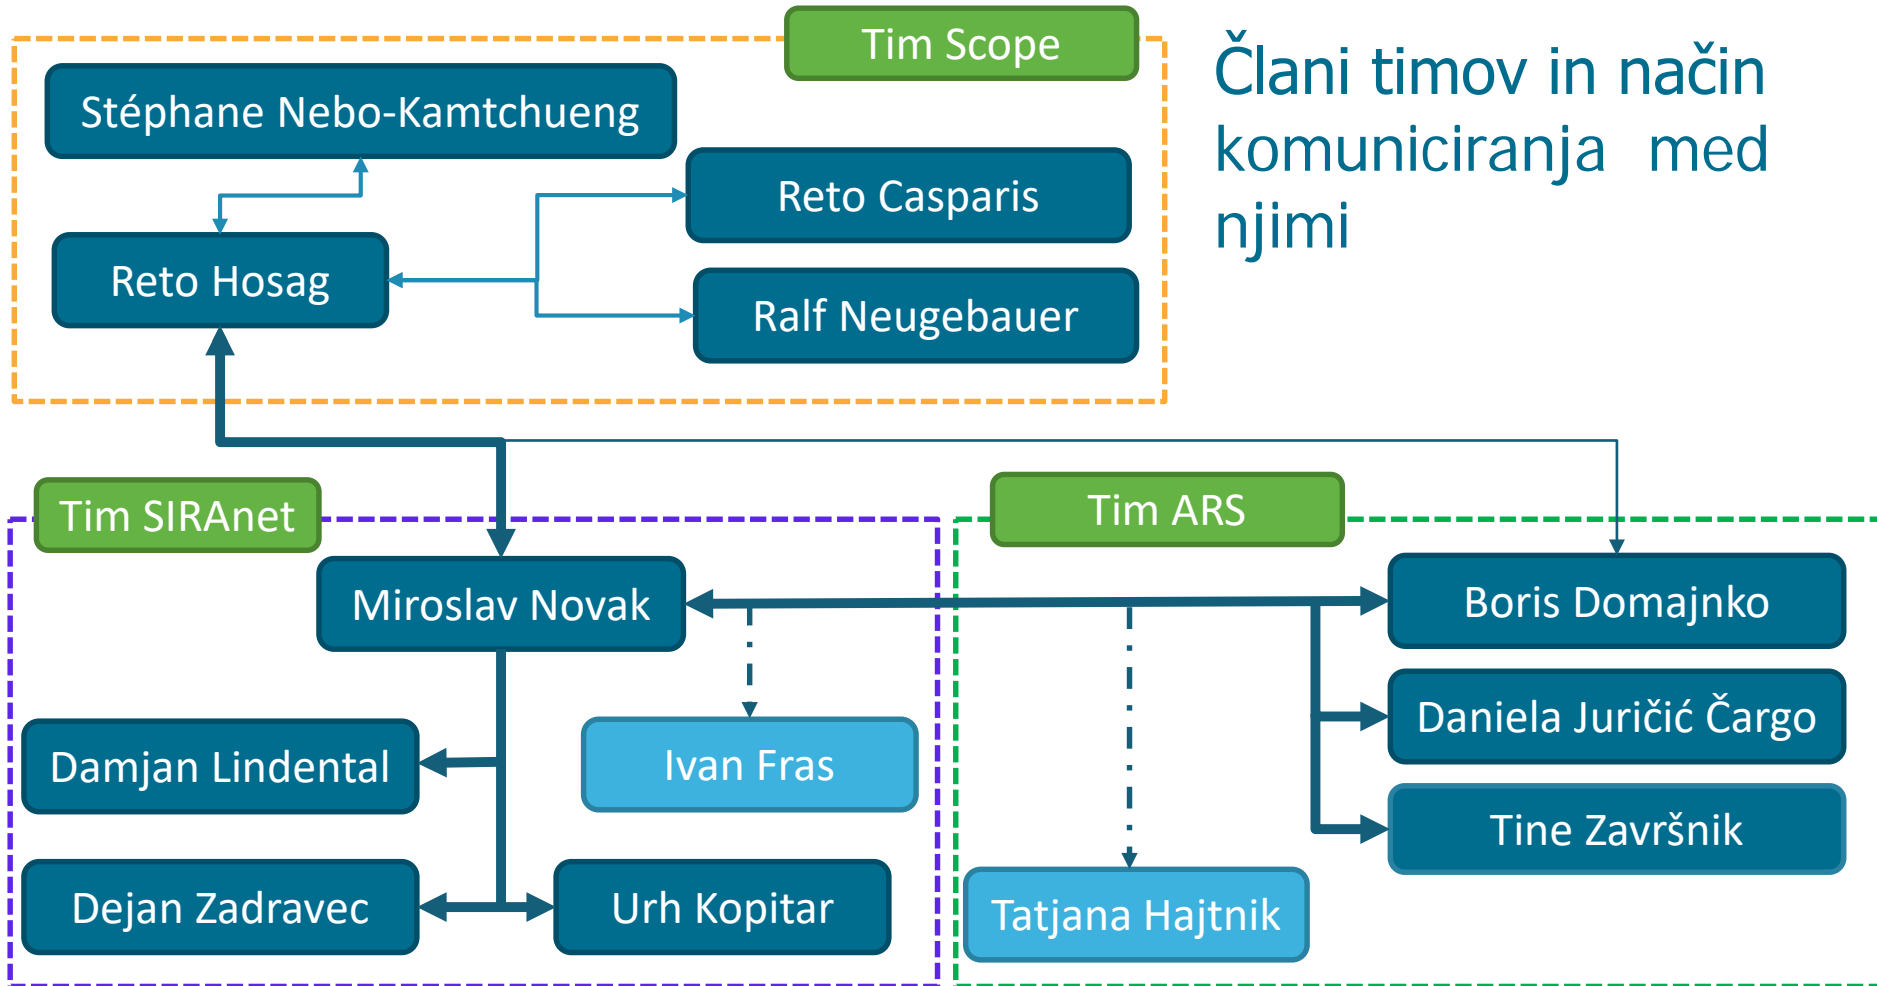 Tim Scope
Člani timov in način
komuniciranja med
njimi
Stéphane Nebo-Kamtchueng
Reto Casparis
Reto Hosag
Ralf Neugebauer
Tim SIRAnet
Tim ARS
Miroslav Novak
Boris Domajnko
Daniela Juričić Čargo
Damjan Lindental
Ivan Fras
Tine Završnik
Dejan Zadravec
Urh Kopitar
Tatjana Hajtnik